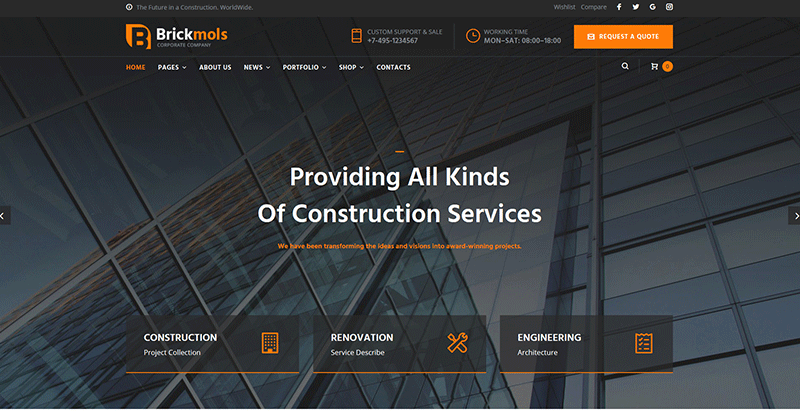 The Future in a Construction. WorldWide.
Wishlist Compare
B Brickmols
CORPORATE COMPANY
CUSTOM SUPPORT & SALE
+7-495-1234567
WORKING TIME
MON–SAT: 08:00–18:00
REQUEST A QUOTE
HOME PAGES ABOUT US NEWS PORTFOLIO SHOP CONTACTS
0
Providing All Kinds
Of Construction Services
We have been transforming the ideas and visions into award-winning projects.
CONSTRUCTION
Project Collection
RENOVATION
Service Describe
ENGINEERING
Architecture